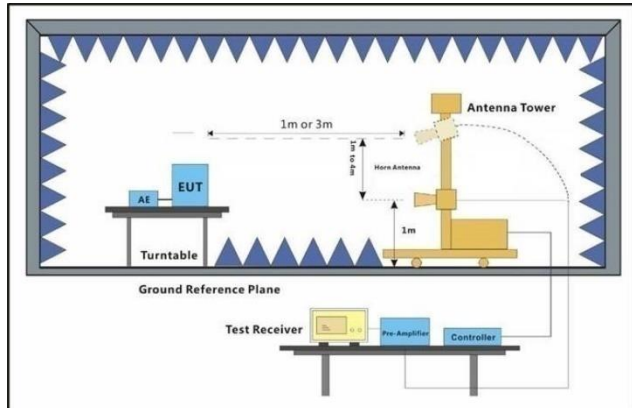 Antenna Tower
1m or 3m
1m to 4m
Horn Antenna
EUT
AE
1m
Turntable
Ground Reference Plane
Test Receiver
Pre-Amplifier
Controller